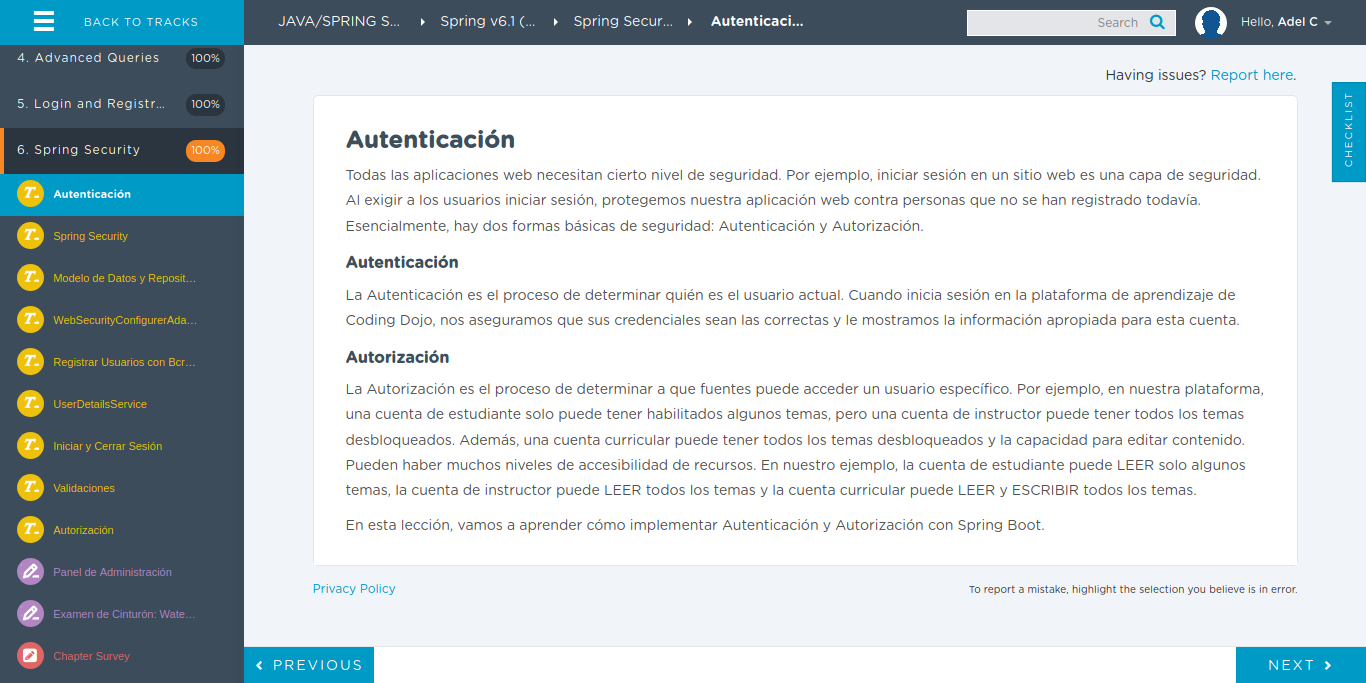 BACK TO TRACKS
JAVA/SPRING S...
Spring v6.1 (...
Spring Secur...
Autenticaci...
Search
Hello, Adel C
4. Advanced Queries 100%
5. Login and Registr... 100%
6. Spring Security 100%
T Autenticación
T Spring Security
T Modelo de Datos y Reposit...
T WebSecurityConfigurerAda...
T Registrar Usuarios con Bcr...
T UserDetailsService
T Iniciar y Cerrar Sesión
T Validaciones
T Autorización
Panel de Administración
Examen de Cinturón: Wate...
Chapter Survey
Having issues? Report here.
CHECKLIST
Autenticación
Todas las aplicaciones web necesitan cierto nivel de seguridad. Por ejemplo, iniciar sesión en un sitio web es una capa de seguridad.
Al exigir a los usuarios iniciar sesión, protegemos nuestra aplicación web contra personas que no se han registrado todavía.
Esencialmente, hay dos formas básicas de seguridad: Autenticación y Autorización.
Autenticación
La Autenticación es el proceso de determinar quién es el usuario actual. Cuando inicia sesión en la plataforma de aprendizaje de
Coding Dojo, nos aseguramos que sus credenciales sean las correctas y le mostramos la información apropiada para esta cuenta.
Autorización
La Autorización es el proceso de determinar a que fuentes puede acceder un usuario específico. Por ejemplo, en nuestra plataforma,
una cuenta de estudiante solo puede tener habilitados algunos temas, pero una cuenta de instructor puede tener todos los temas
desbloqueados. Además, una cuenta curricular puede tener todos los temas desbloqueados y la capacidad para editar contenido.
Pueden haber muchos niveles de accesibilidad de recursos. En nuestro ejemplo, la cuenta de estudiante puede LEER solo algunos
temas, la cuenta de instructor puede LEER todos los temas y la cuenta curricular puede LEER y ESCRIBIR todos los temas.
En esta lección, vamos a aprender cómo implementar Autenticación y Autorización con Spring Boot.
Privacy Policy
To report a mistake, highlight the selection you believe is in error.
PREVIOUS
NEXT